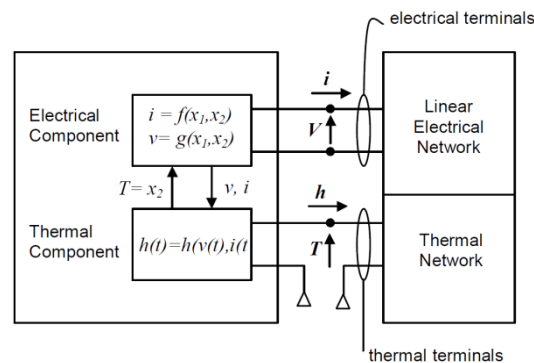 electrical terminals
Electrical
Component
i = f(x₁,x₂)
v= g(x₁,x₂)
i
V
Linear
Electrical
Network
T= x₂
v, i
Thermal
Component
h(t)=h(v(t),i(t
h
T
Thermal
Network
thermal terminals